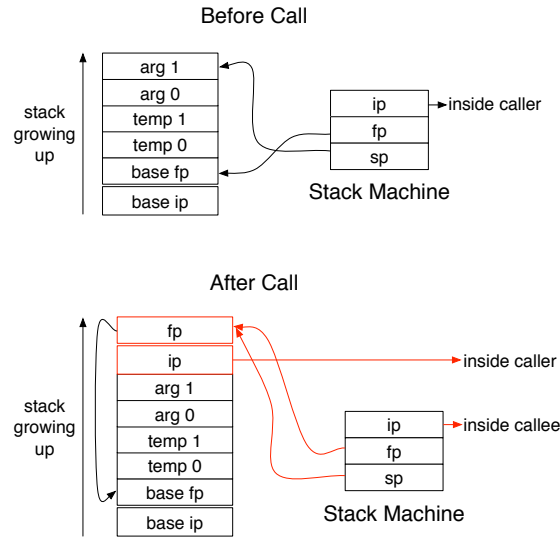 Before Call
arg 1
arg 0
temp 1
temp 0
base fp
base ip
stack
growing
up
ip
fp
sp
inside caller
Stack Machine
After Call
fp
ip
arg 1
arg 0
temp 1
temp 0
base fp
base ip
stack
growing
up
inside caller
ip
fp
sp
inside callee
Stack Machine